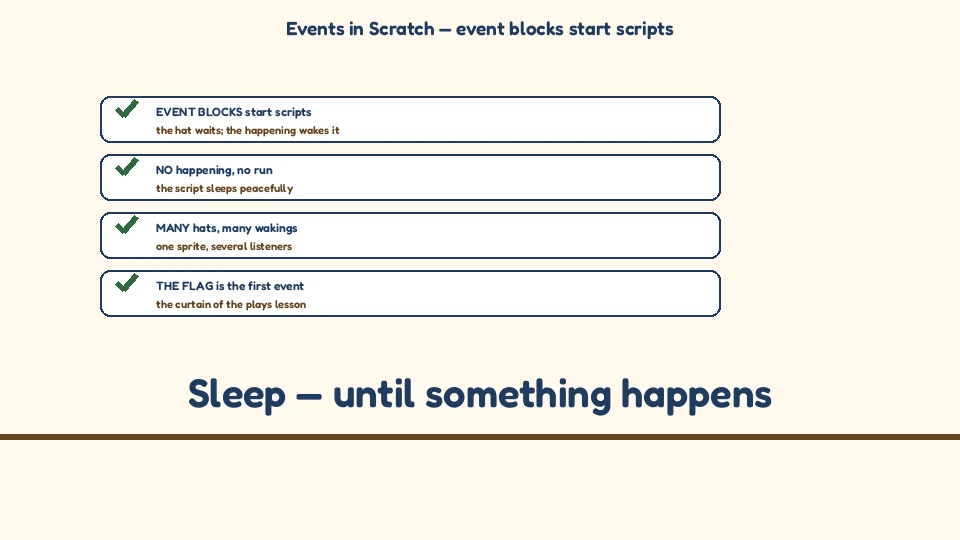 Events in Scratch — event blocks start scripts
EVENT BLOCKS start scripts
the hat waits; the happening wakes it
NO happening, no run
the script sleeps peacefully
MANY hats, many wakings
one sprite, several listeners
THE FLAG is the first event
the curtain of the plays lesson
Sleep — until something happens